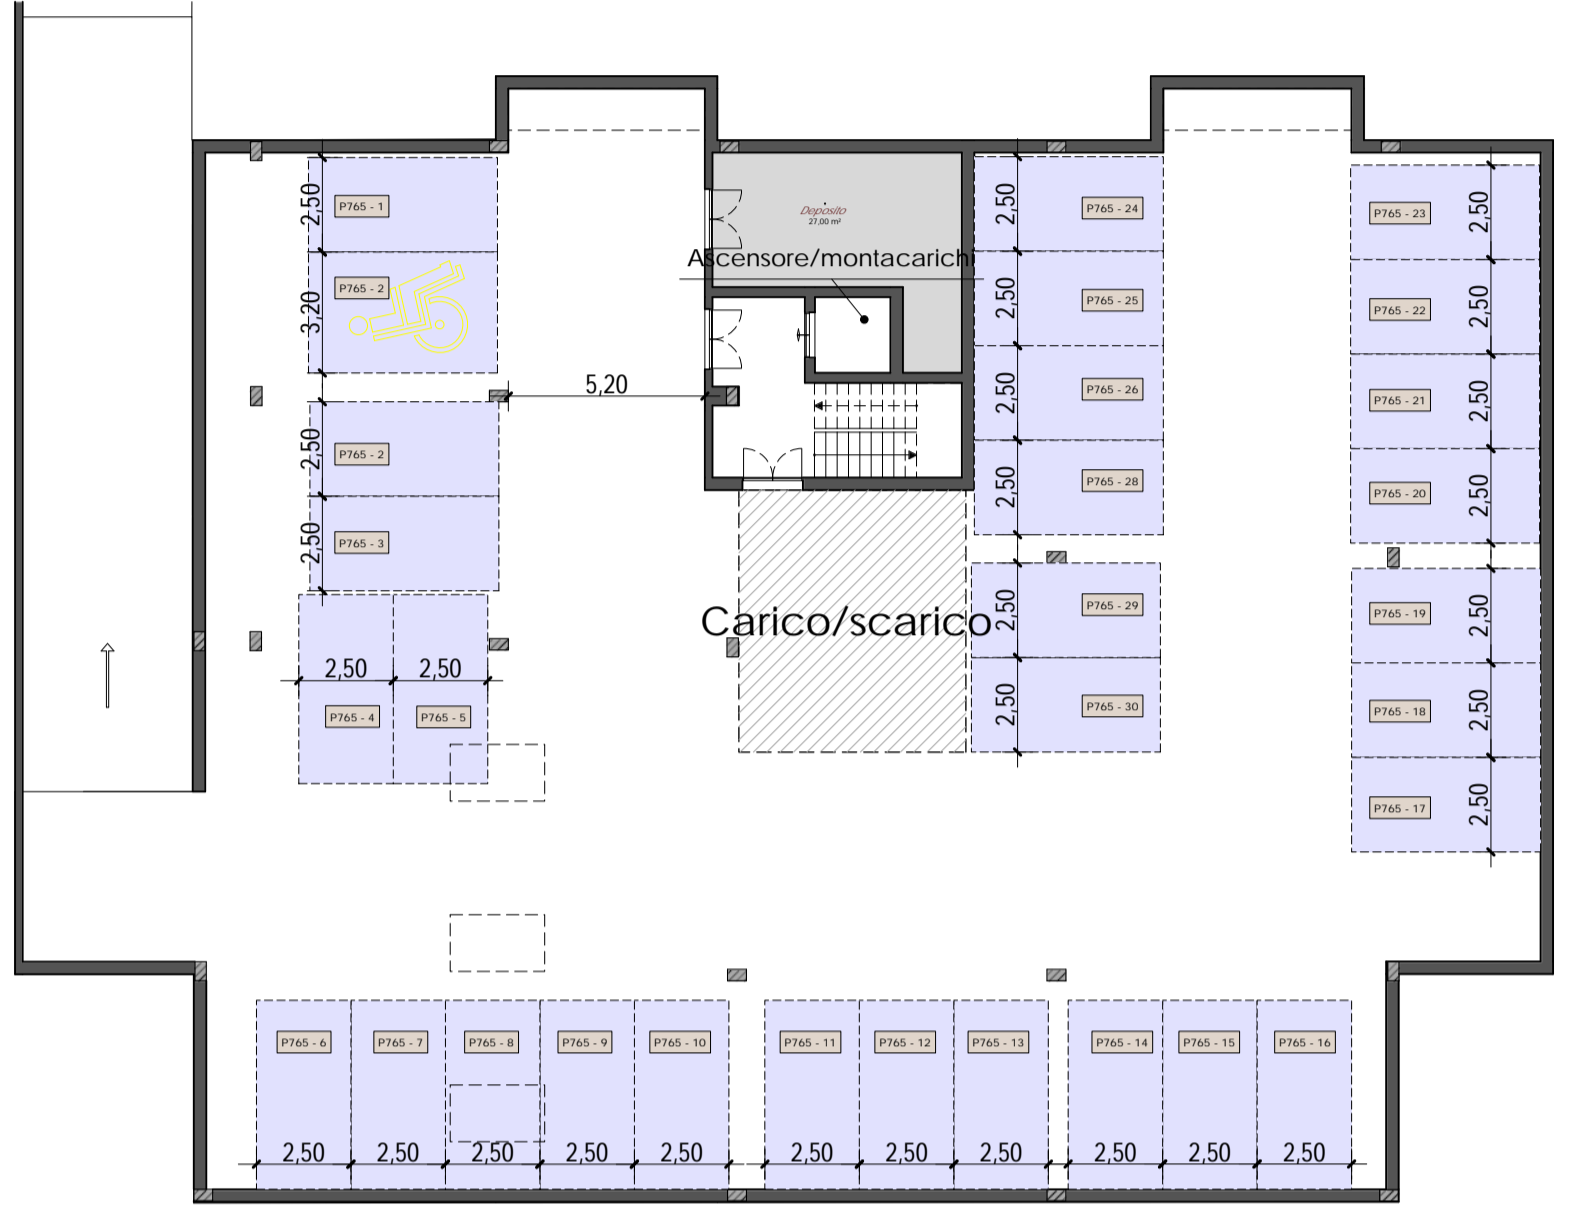 2,50
P765 - 1
3,20
P765 - 2
2,50
P765 - 2
2,50
P765 - 3
2,50
2,50
P765 - 4
P765 - 5
5,20
Deposito
27,00 m²
Ascensore/montacarichi
Carico/scarico
2,50
P765 - 24
2,50
P765 - 25
2,50
P765 - 26
2,50
P765 - 28
2,50
P765 - 29
2,50
P765 - 30
P765 - 23
2,50
P765 - 22
2,50
P765 - 21
2,50
P765 - 20
2,50
P765 - 19
2,50
P765 - 18
2,50
P765 - 17
2,50
P765 - 6
P765 - 7
P765 - 8
P765 - 9
P765 - 10
P765 - 11
P765 - 12
P765 - 13
P765 - 14
P765 - 15
P765 - 16
2,50
2,50
2,50
2,50
2,50
2,50
2,50
2,50
2,50
2,50
2,50